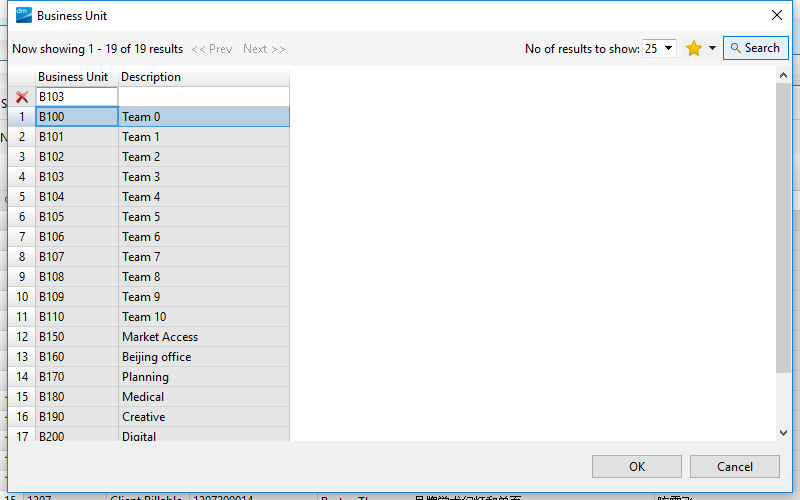 dm Business Unit
Now showing 1 - 19 of 19 results << Prev Next >> No of results to show: 25 Search
Business Unit Description
B103
1 B100 Team 0
2 B101 Team 1
3 B102 Team 2
4 B103 Team 3
5 B104 Team 4
6 B105 Team 5
7 B106 Team 6
8 B107 Team 7
9 B108 Team 8
10 B109 Team 9
11 B110 Team 10
12 B150 Market Access
13 B160 Beijing office
14 B170 Planning
15 B180 Medical
16 B190 Creative
17 B200 Digital
OK Cancel
15 1307 Client Billable 1307200014